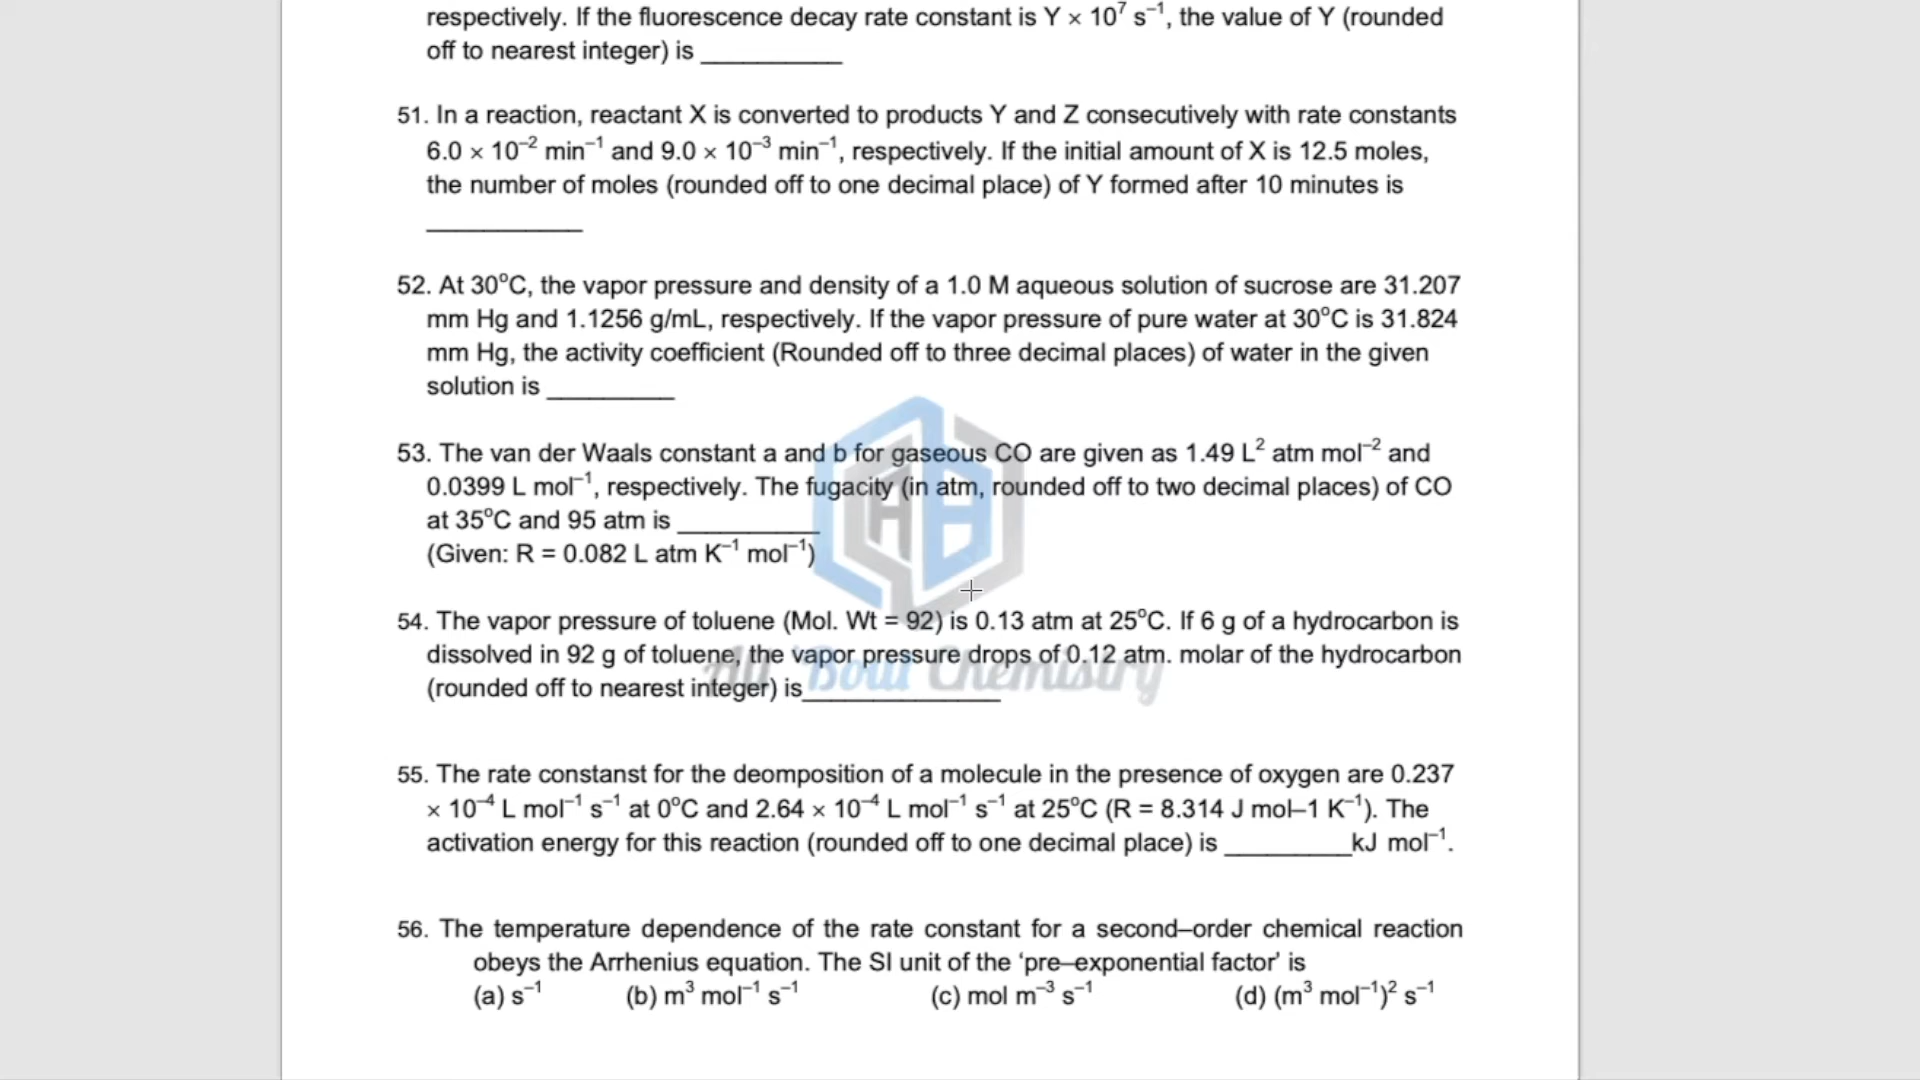 respectively. If the fluorescence decay rate constant is Y × 10⁷ s⁻¹, the value of Y (rounded
off to nearest integer) is __________
51. In a reaction, reactant X is converted to products Y and Z consecutively with rate constants
6.0 × 10⁻² min⁻¹ and 9.0 × 10⁻³ min⁻¹, respectively. If the initial amount of X is 12.5 moles,
the number of moles (rounded off to one decimal place) of Y formed after 10 minutes is
___________
52. At 30°C, the vapor pressure and density of a 1.0 M aqueous solution of sucrose are 31.207
mm Hg and 1.1256 g/mL, respectively. If the vapor pressure of pure water at 30°C is 31.824
mm Hg, the activity coefficient (Rounded off to three decimal places) of water in the given
solution is _________
53. The van der Waals constant a and b for gaseous CO are given as 1.49 L² atm mol⁻² and
0.0399 L mol⁻¹, respectively. The fugacity (in atm, rounded off to two decimal places) of CO
at 35°C and 95 atm is __________
(Given: R = 0.082 L atm K⁻¹ mol⁻¹)
54. The vapor pressure of toluene (Mol. Wt = 92) is 0.13 atm at 25°C. If 6 g of a hydrocarbon is
dissolved in 92 g of toluene, the vapor pressure drops of 0.12 atm. molar of the hydrocarbon
(rounded off to nearest integer) is______________
All 'Bout Chemistry
55. The rate constanst for the deomposition of a molecule in the presence of oxygen are 0.237
× 10⁻⁴ L mol⁻¹ s⁻¹ at 0°C and 2.64 × 10⁻⁴ L mol⁻¹ s⁻¹ at 25°C (R = 8.314 J mol–1 K⁻¹). The
activation energy for this reaction (rounded off to one decimal place) is _________kJ mol⁻¹.
56. The temperature dependence of the rate constant for a second–order chemical reaction
obeys the Arrhenius equation. The SI unit of the 'pre–exponential factor' is
(a) s⁻¹ (b) m³ mol⁻¹ s⁻¹ (c) mol m⁻³ s⁻¹ (d) (m³ mol⁻¹)² s⁻¹